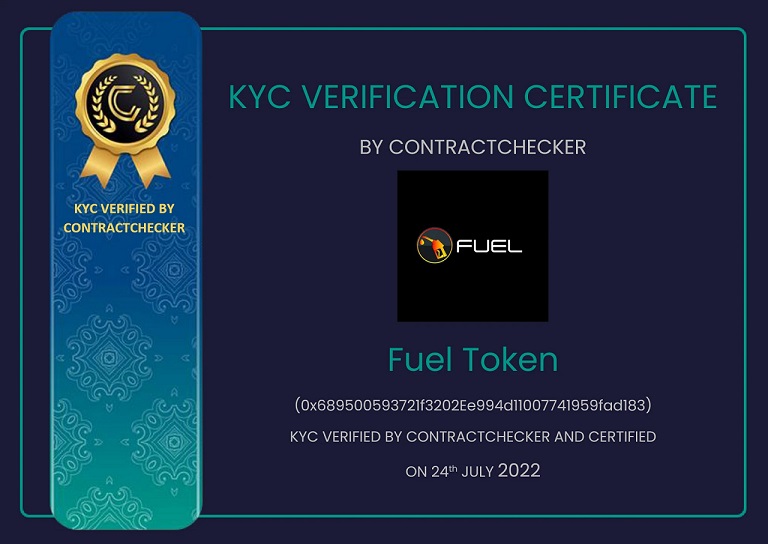 KYC VERIFIED BY
CONTRACTCHECKER
KYC VERIFICATION CERTIFICATE
BY CONTRACTCHECKER
FUEL
Fuel Token
(0x689500593721f3202Ee994d11007741959fad183)
KYC VERIFIED BY CONTRACTCHECKER AND CERTIFIED
ON 24th JULY 2022